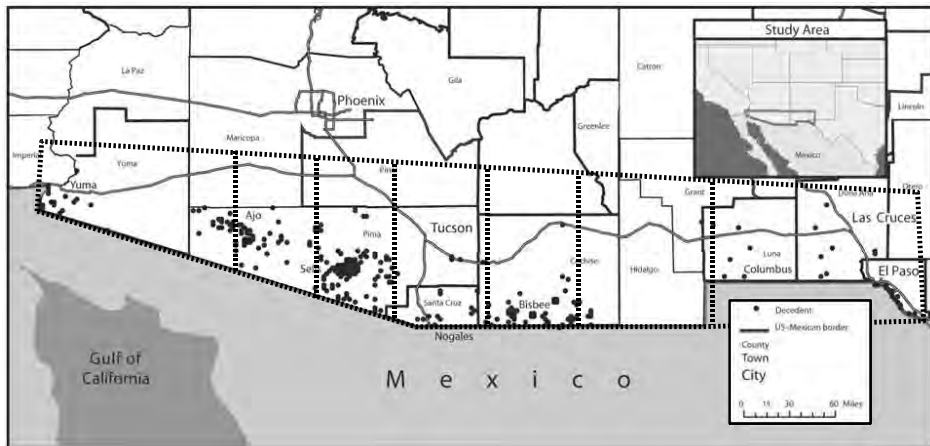 Study Area
Mexico
La Paz
Gila
Catron
Lincoln
Phoenix
Greenlee
Maricopa
Imperial
Yuma
Pin
Grant
Dona Ana
Otero
Yuma
Ajo
Pima
Tucson
Las Cruces
Sells
Cochise
Hidalgo
Luna
Columbus
El Paso
Santa Cruz
Bisbee
Nogales
Decedent
US–Mexican border
County
Town
City
0 15 30 60 Miles
Gulf of
California
Mexico